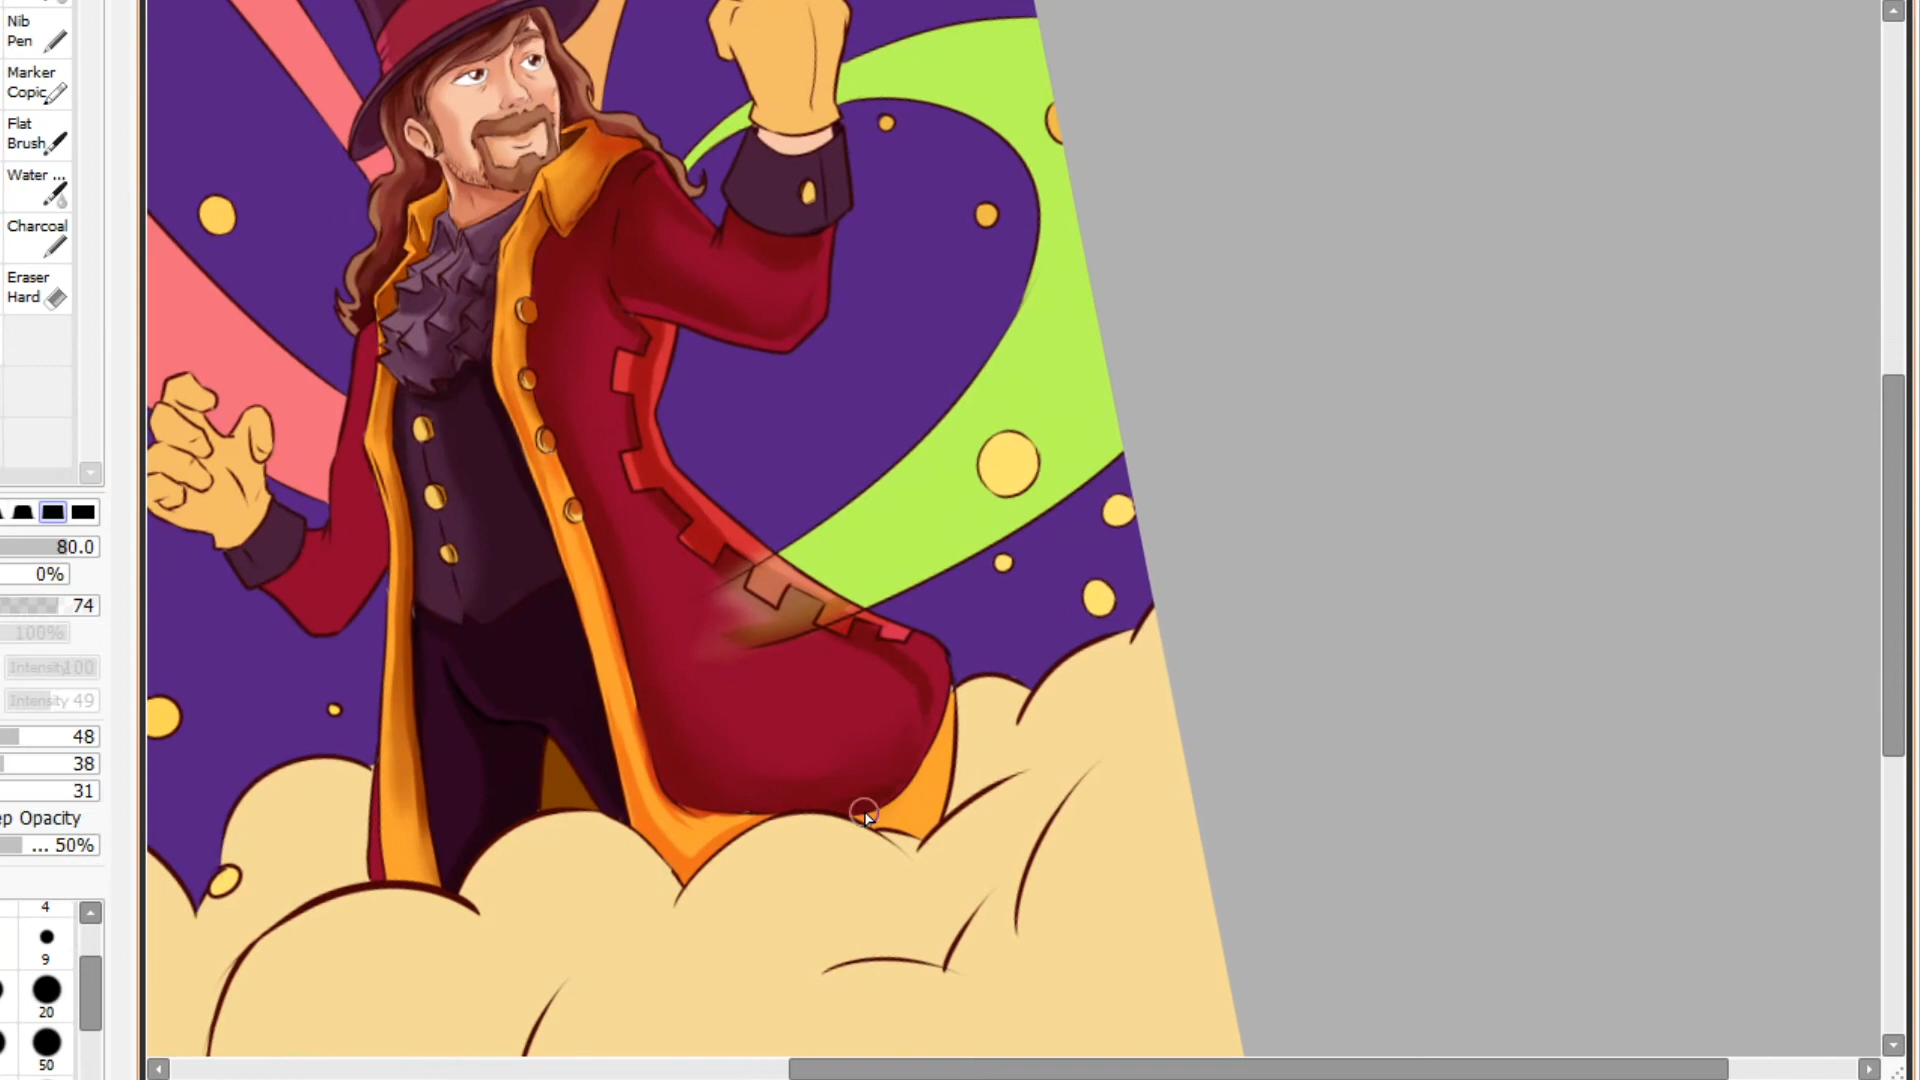 Nib
Pen
Marker
Copic
Flat
Brush
Water ...
Charcoal
Eraser
Hard
80.0
0%
74
100%
Intensity 100
Intensity 49
48
38
31
p Opacity
... 50%
4
9
20
50